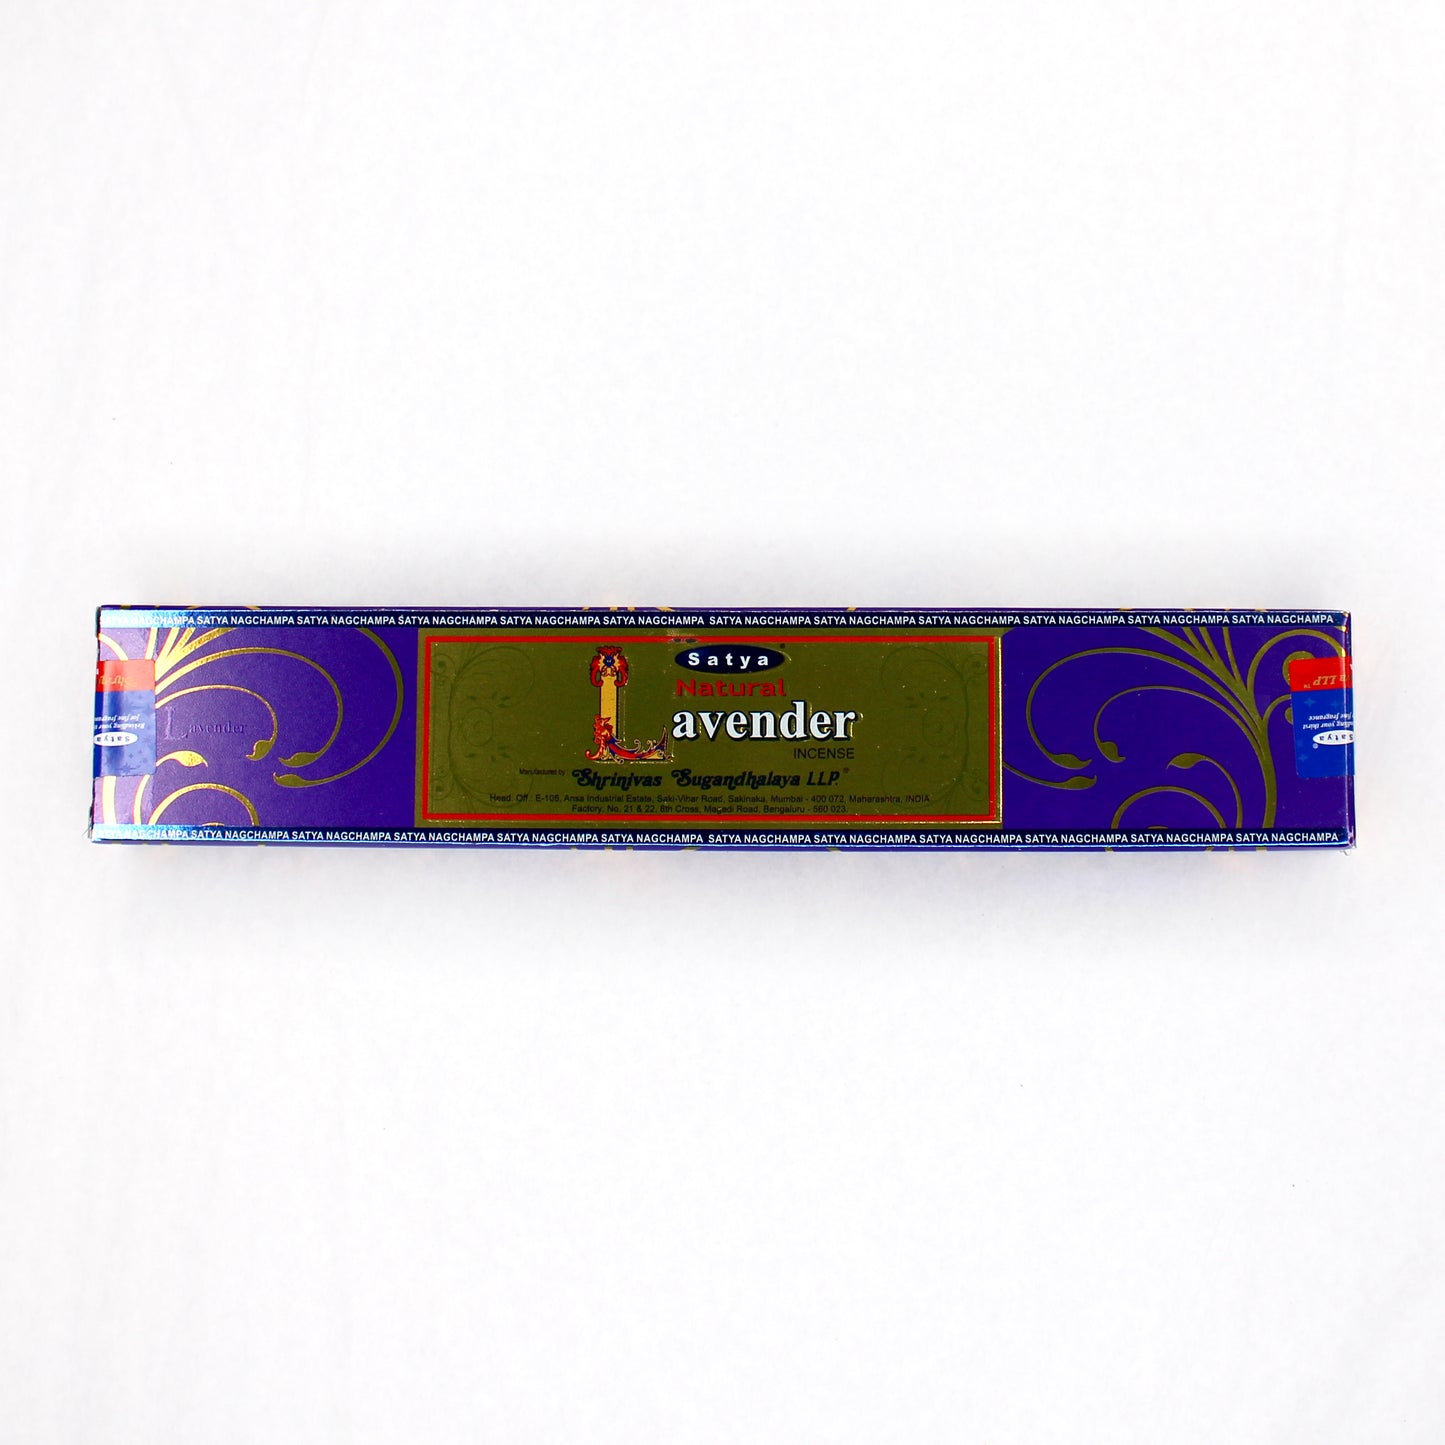 SATYA NAGCHAMPA SATYA NAGCHAMPA SATYA NAGCHAMPA SATYA NAGCHAMPA SATYA NAGCHAMPA SATYA NAGCHAMPA SATYA NAGCHAMPA SATYA NAGCHAMPA SATYA NAGCHAMPA SATYA NAGCHAMPA SATYA NAGCHAMPA SATYA NAGCHAMPA
Satya
Natural
Lavender
INCENSE
Manufactured by Shrinivas Sugandhalaya LLP.®
Head. Off.: E-105, Ansa Industrial Estate, Saki-Vihar Road, Sakinaka, Mumbai - 400 072, Maharashtra, INDIA
Factory: No. 21 & 22, 8th Cross, Magadi Road, Bengaluru - 560 023.
Lavender
Satya
LLP™
Satya®
fine fragrance
SATYA NAGCHAMPA SATYA NAGCHAMPA SATYA NAGCHAMPA SATYA NAGCHAMPA SATYA NAGCHAMPA SATYA NAGCHAMPA SATYA NAGCHAMPA SATYA NAGCHAMPA SATYA NAGCHAMPA SATYA NAGCHAMPA SATYA NAGCHAMPA